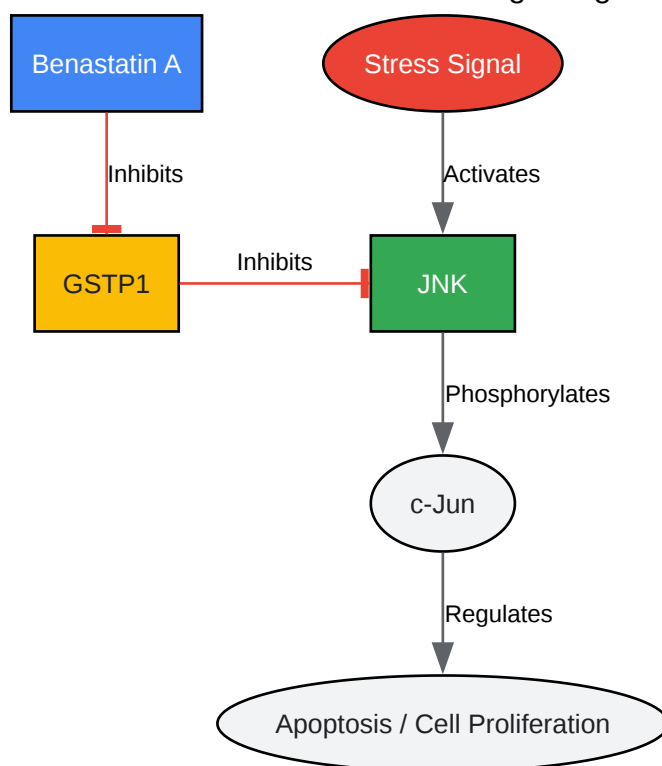 Benastatin A
Stress Signal
Inhibits
Activates
GSTP1
Inhibits
JNK
Phosphorylates
c-Jun
Regulates
Apoptosis / Cell Proliferation